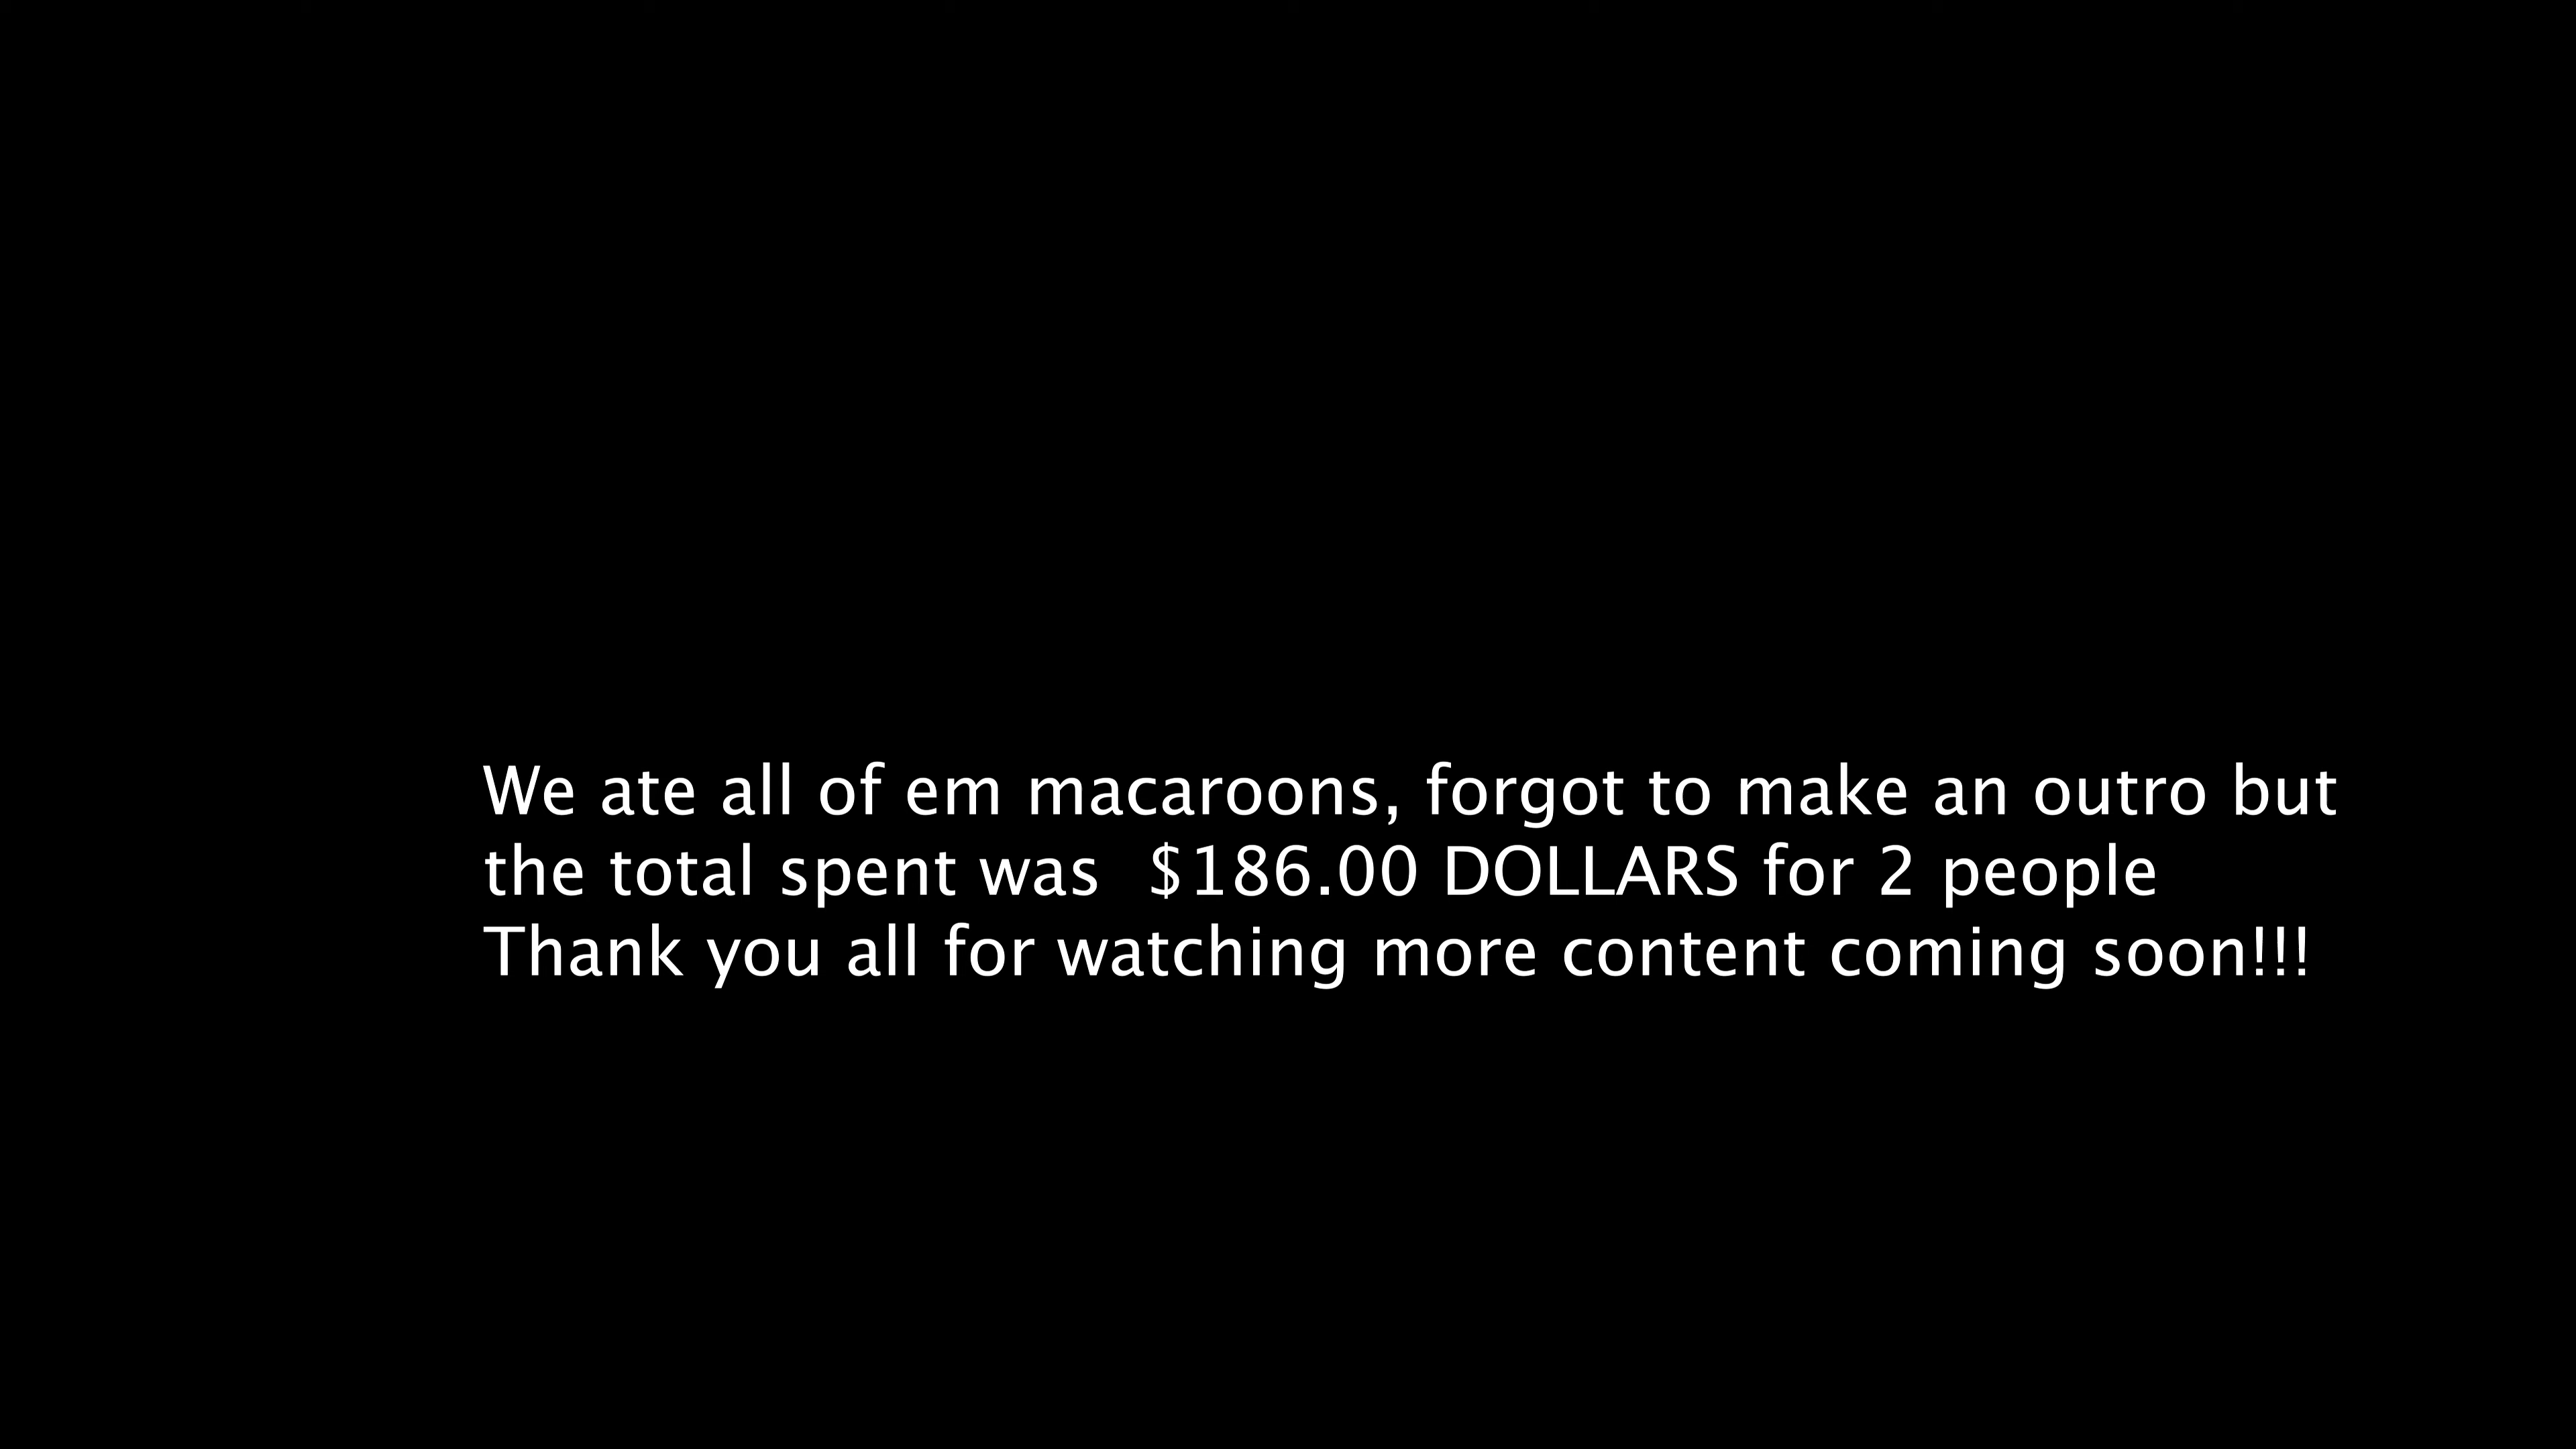 We ate all of em macaroons, forgot to make an outro but
the total spent was  $186.00 DOLLARS for 2 people
Thank you all for watching more content coming soon!!!